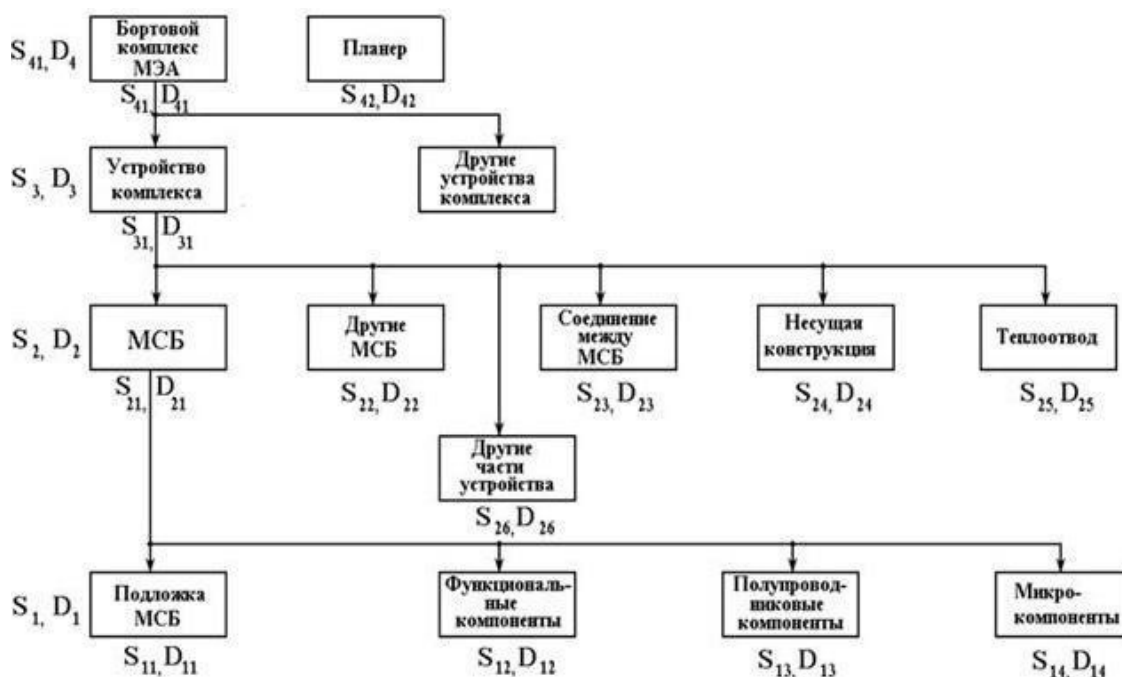 Бортовой
комплекс
МЭА
Планер
S41, D4
S41, D41
S42, D42
Устройство
комплекса
Другие
устройства
комплекса
S3, D3
S31, D31
МСБ
Другие
МСБ
Соединение
между
МСБ
Несущая
конструкция
Теплоотвод
S2, D2
S21, D21
S22, D22
S23, D23
S24, D24
S25, D25
Другие
части
устройства
S26, D26
Подложка
МСБ
Функциональ-
ные
компоненты
Полупровод-
никовые
компоненты
Микро-
компоненты
S1, D1
S11, D11
S12, D12
S13, D13
S14, D14